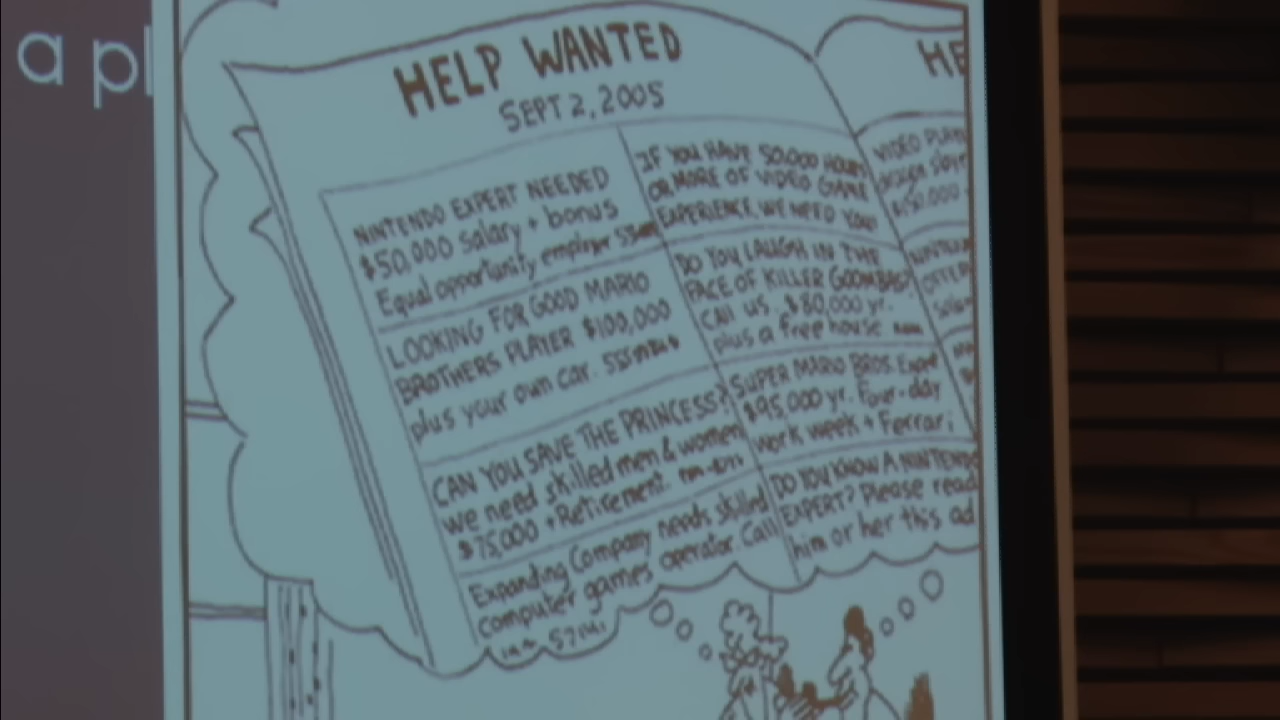 a pl
HELP WANTED
SEPT 2, 2005
NINTENDO EXPERT NEEDED
$50,000 salary + bonus
Equal opportunity employer
LOOKING FOR GOOD MARIO
BROTHERS PLAYER $100,000
plus your own car.
CAN YOU SAVE THE PRINCESS?
we need skilled men & women
$75,000 + Retirement.
Expanding Company needs skilled
computer games operator. Call
IF YOU HAVE 50,000 HOURS
OR MORE OF VIDEO GAME
EXPERIENCE, WE NEED YOU!
DO YOU LAUGH IN THE
FACE OF KILLER GOOMBAS?
Call us. $80,000 yr.
plus a free house.
SUPER MARIO BROS. Expert
$95,000 yr. Four-day
work week + Ferrari
DO YOU KNOW A NINTENDO
EXPERT? Please read
him or her this ad
HE
VIDEO